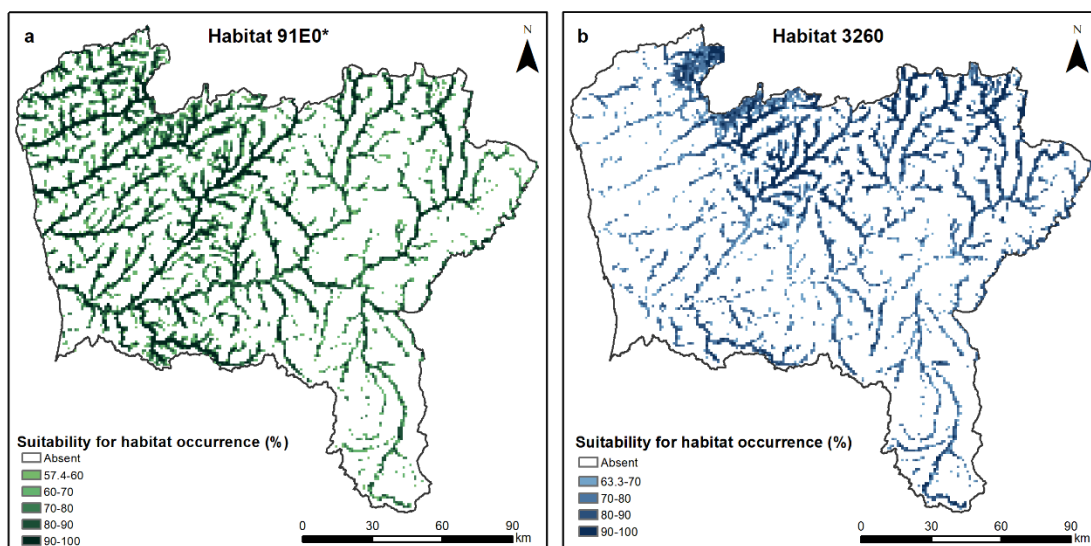 a
Habitat 91E0*
N
Suitability for habitat occurrence (%)
Absent
57.4-60
60-70
70-80
80-90
90-100
0 30 60 90
km
b
Habitat 3260
N
Suitability for habitat occurrence (%)
Absent
63.3-70
70-80
80-90
90-100
0 30 60 90
km